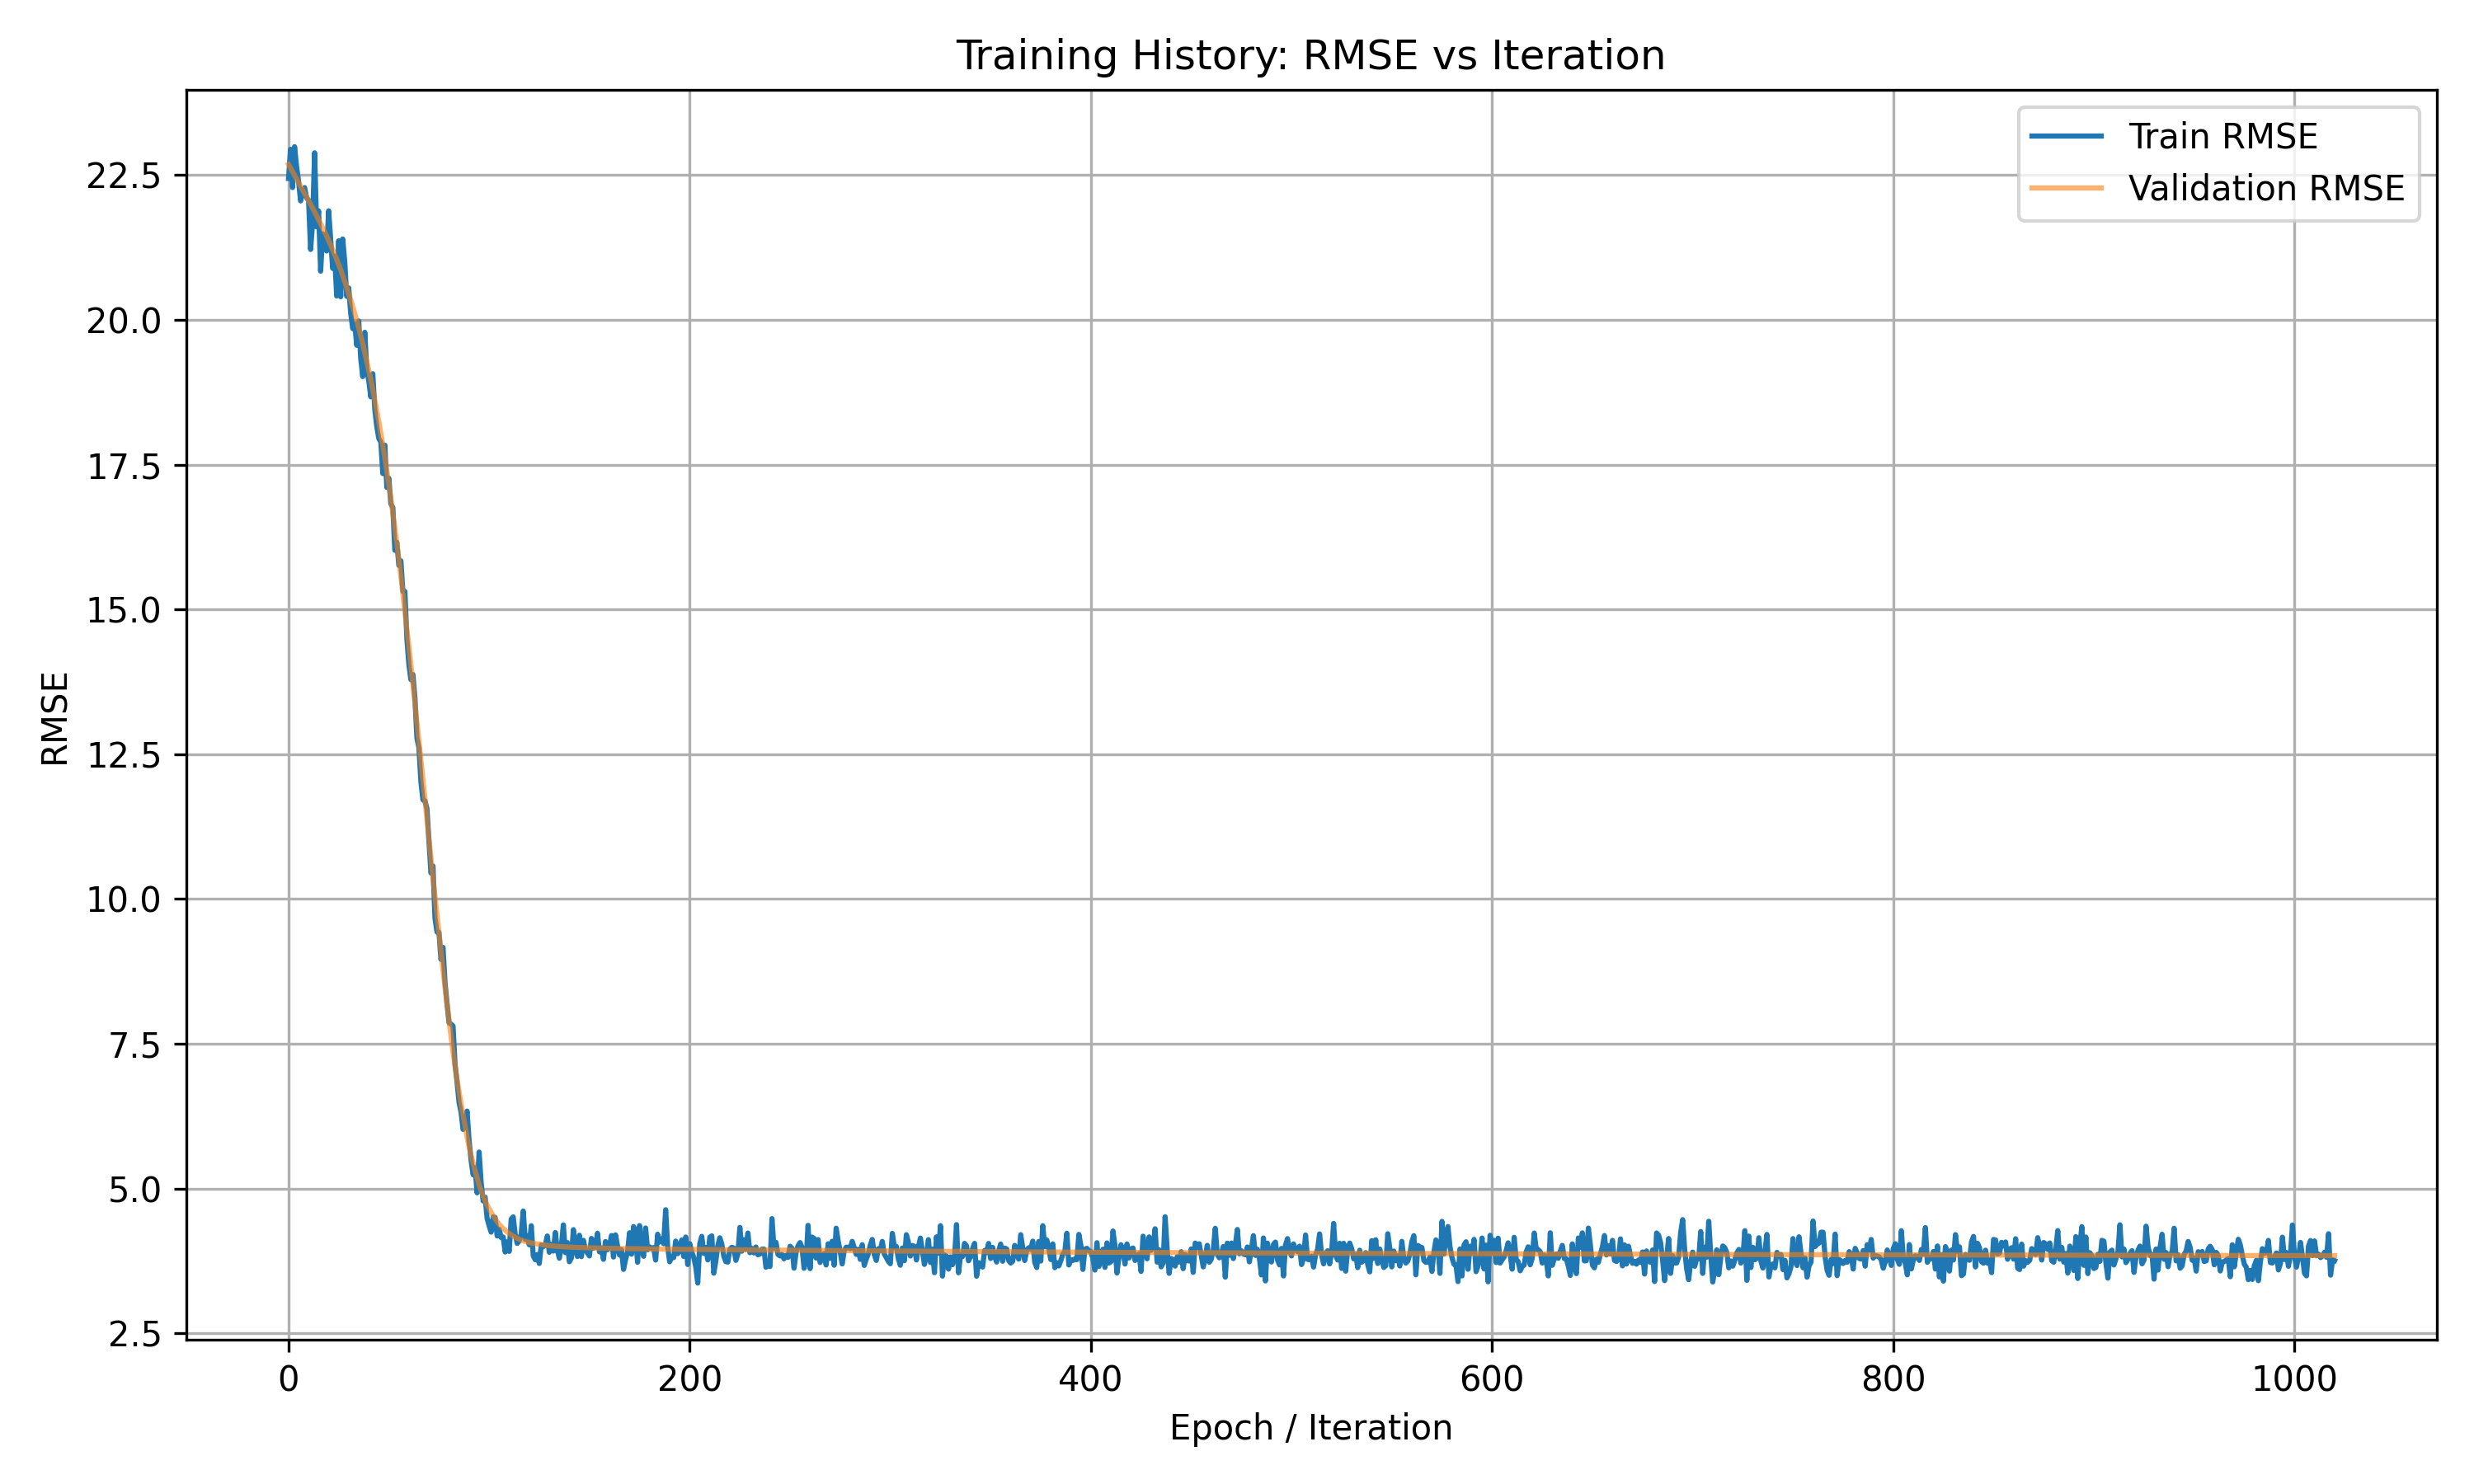 Training History: RMSE vs Iteration
Train RMSE
Validation RMSE
RMSE
22.5
20.0
17.5
15.0
12.5
10.0
7.5
5.0
2.5
0 200 400 600 800 1000
Epoch / Iteration